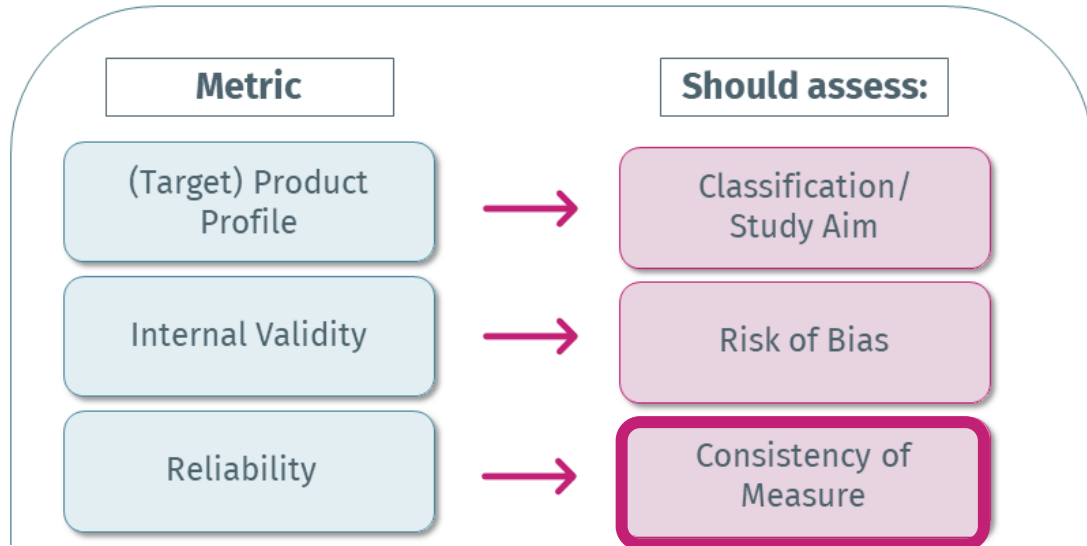 Metric
Should assess:
(Target) Product
Profile
Classification/
Study Aim
Internal Validity
Risk of Bias
Reliability
Consistency of
Measure